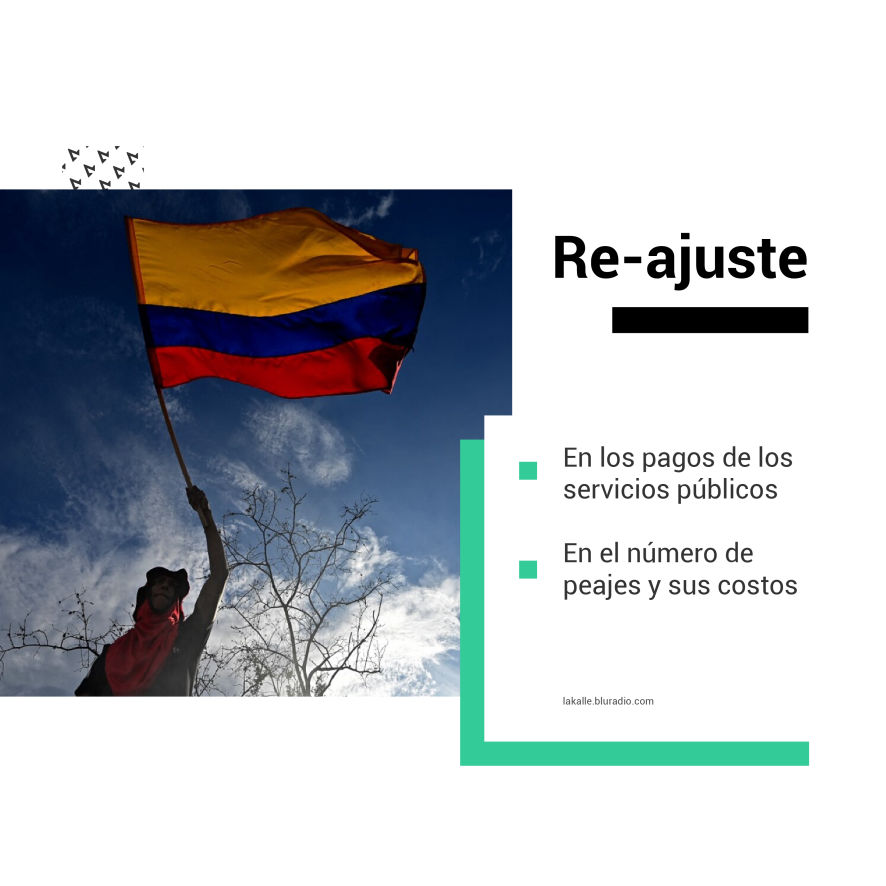 Re-ajuste
En los pagos de los
servicios públicos
En el número de
peajes y sus costos
lakalle.bluradio.com